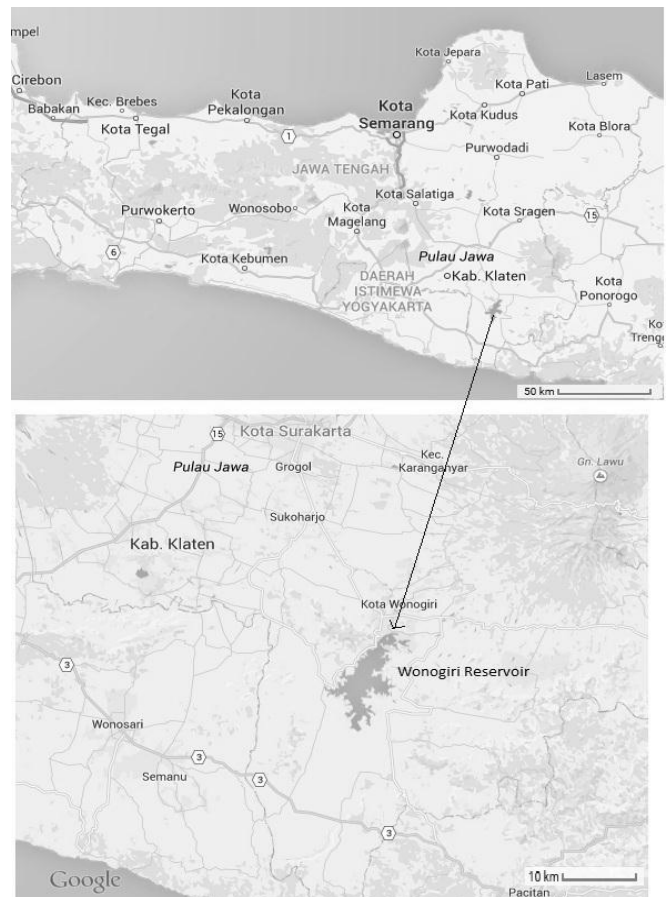 mpel
Kota Jepara
Cirebon
Kota Pati
Lasem
Babakan
Kec. Brebes
Kota
Pekalongan
Kota
Semarang
Kota Kudus
Kota Tegal
Kota Blora
1
Purwodadi
JAWA TENGAH
Kota Salatiga
Purwokerto
Wonosobo
Kota
Magelang
Kota Sragen
15
6
Kota Kebumen
Pulau Jawa
Kab. Klaten
DAERAH
ISTIMEWA
YOGYAKARTA
Kota
Ponorogo
Ko
Treng
50 km
15
Kota Surakarta
Kec.
Karanganyar
Pulau Jawa
Grogol
Gn. Lawu
Sukoharjo
Kab. Klaten
Kota Wonogiri
3
Wonogiri Reservoir
Wonosari
3
Semanu
3
3
10 km
Google
Pacitan